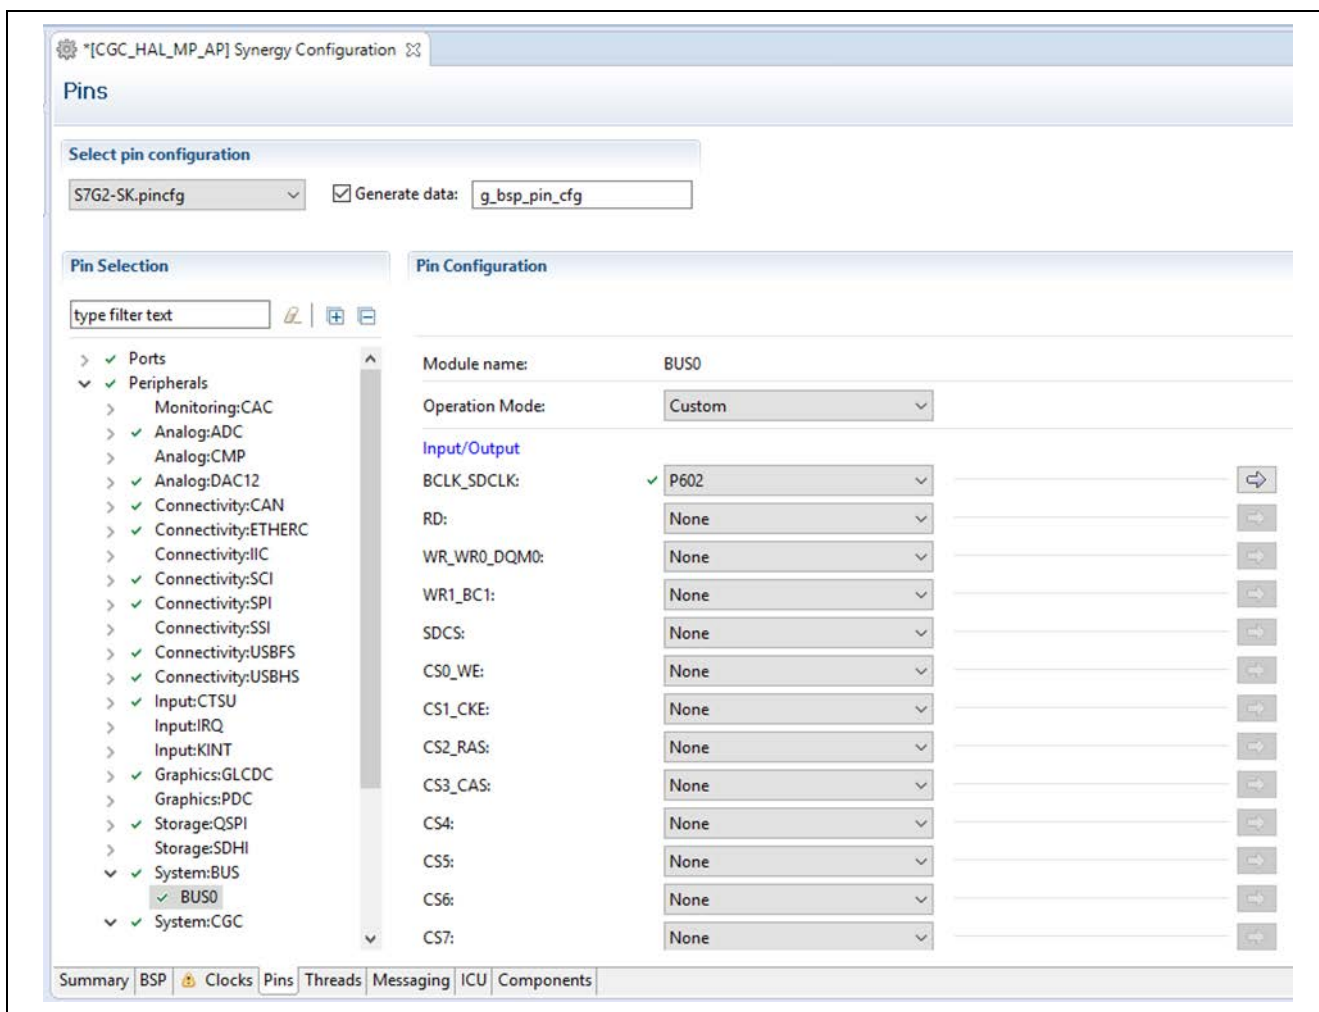 *[CGC_HAL_MP_AP] Synergy Configuration
Pins
Select pin configuration
S7G2-SK.pincfg
Generate data:
g_bsp_pin_cfg
Pin Selection
type filter text
Ports
Peripherals
Monitoring:CAC
Analog:ADC
Analog:CMP
Analog:DAC12
Connectivity:CAN
Connectivity:ETHERC
Connectivity:IIC
Connectivity:SCI
Connectivity:SPI
Connectivity:SSI
Connectivity:USBFS
Connectivity:USBHS
Input:CTSU
Input:IRQ
Input:KINT
Graphics:GLCDC
Graphics:PDC
Storage:QSPI
Storage:SDHI
System:BUS
BUS0
System:CGC
Pin Configuration
Module name: BUS0
Operation Mode: Custom
Input/Output
BCLK_SDCLK: P602
RD: None
WR_WR0_DQM0: None
WR1_BC1: None
SDCS: None
CS0_WE: None
CS1_CKE: None
CS2_RAS: None
CS3_CAS: None
CS4: None
CS5: None
CS6: None
CS7: None
Summary BSP Clocks Pins Threads Messaging ICU Components